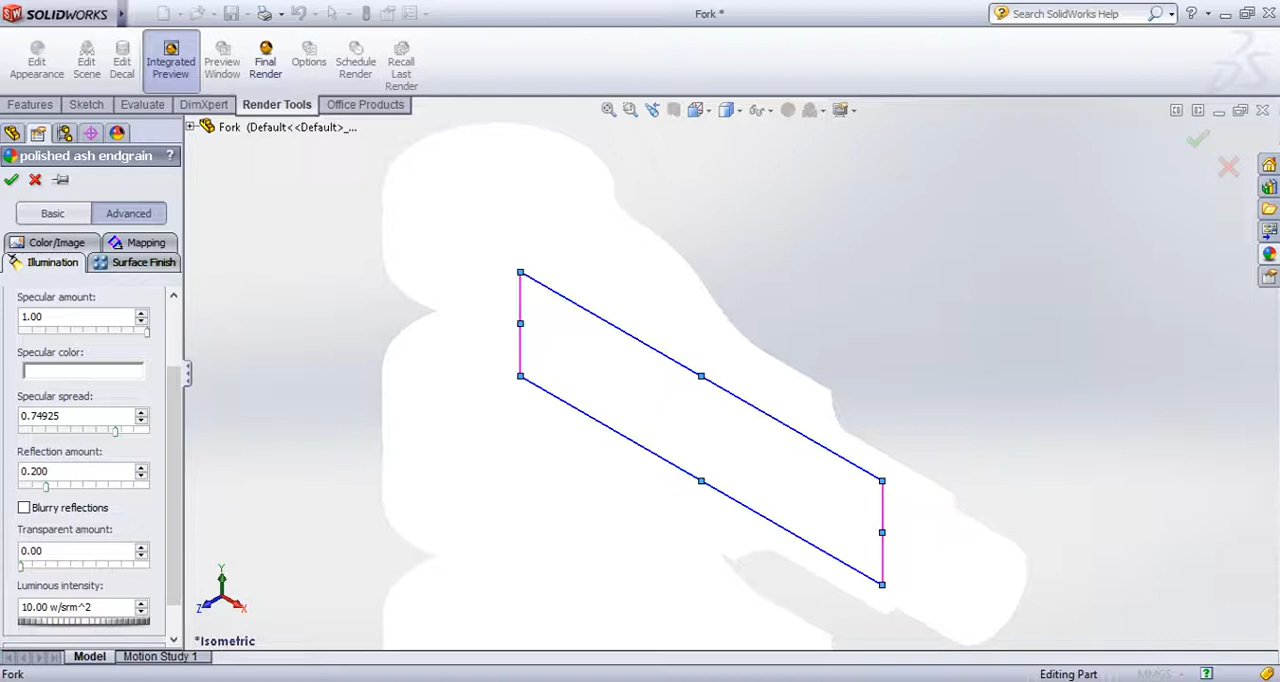 SOLIDWORKS
Fork *
Search SolidWorks Help
Edit Appearance
Edit Scene
Edit Decal
Integrated Preview
Preview Window
Final Render
Options
Schedule Render
Recall Last Render
Features
Sketch
Evaluate
DimXpert
Render Tools
Office Products
Fork (Default<<Default>_...
polished ash endgrain ?
Basic
Advanced
Color/Image
Mapping
Illumination
Surface Finish
Specular amount:
1.00
Specular color:
Specular spread:
0.74925
Reflection amount:
0.200
Blurry reflections
Transparent amount:
0.00
Luminous intensity:
10.00 w/srm^2
Y
Z
X
*Isometric
Model
Motion Study 1
Fork
Editing Part
MMGS